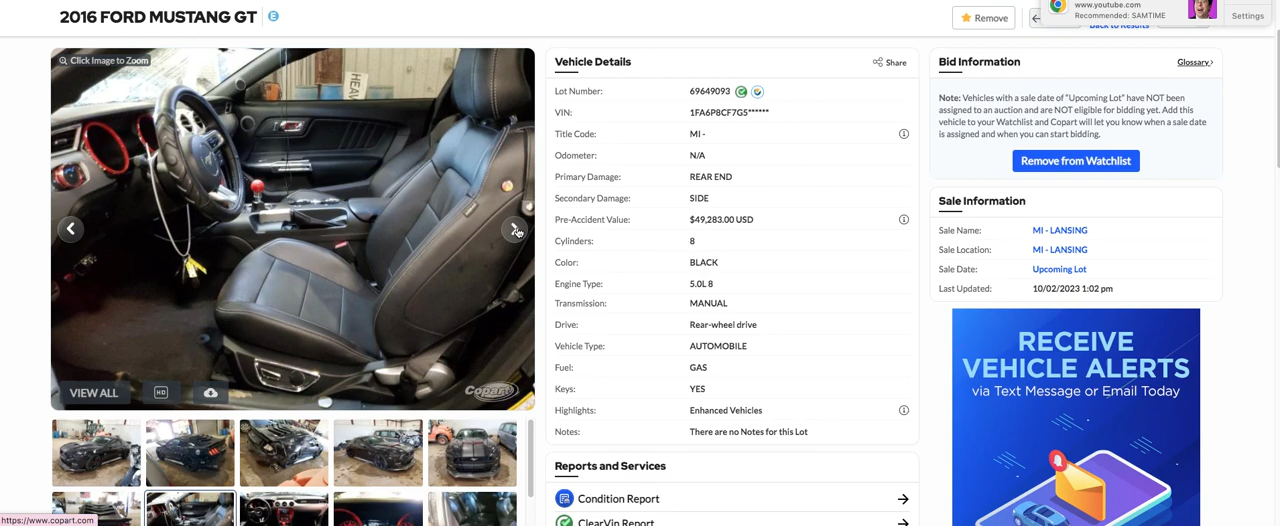 2016 FORD MUSTANG GT
E
Remove
www.youtube.com
Recommended: SAMTIME
Settings
Back to Results
Click Image to Zoom
HEAV
VIEW ALL
HD
Copart
Vehicle Details
Share
Lot Number: 69649093
VIN: 1FA6P8CF7G5******
Title Code: MI -
Odometer: N/A
Primary Damage: REAR END
Secondary Damage: SIDE
Pre-Accident Value: $49,283.00 USD
Cylinders: 8
Color: BLACK
Engine Type: 5.0L 8
Transmission: MANUAL
Drive: Rear-wheel drive
Vehicle Type: AUTOMOBILE
Fuel: GAS
Keys: YES
Highlights: Enhanced Vehicles
Notes: There are no Notes for this Lot
Reports and Services
Condition Report
ClearVin Report
Bid Information
Glossary
Note: Vehicles with a sale date of "Upcoming Lot" have NOT been
assigned to an auction and are NOT eligible for bidding yet. Add this
vehicle to your Watchlist and Copart will let you know when a sale date
is assigned and when you can start bidding.
Remove from Watchlist
Sale Information
Sale Name: MI - LANSING
Sale Location: MI - LANSING
Sale Date: Upcoming Lot
Last Updated: 10/02/2023 1:02 pm
RECEIVE
VEHICLE ALERTS
via Text Message or Email Today
https://www.copart.com